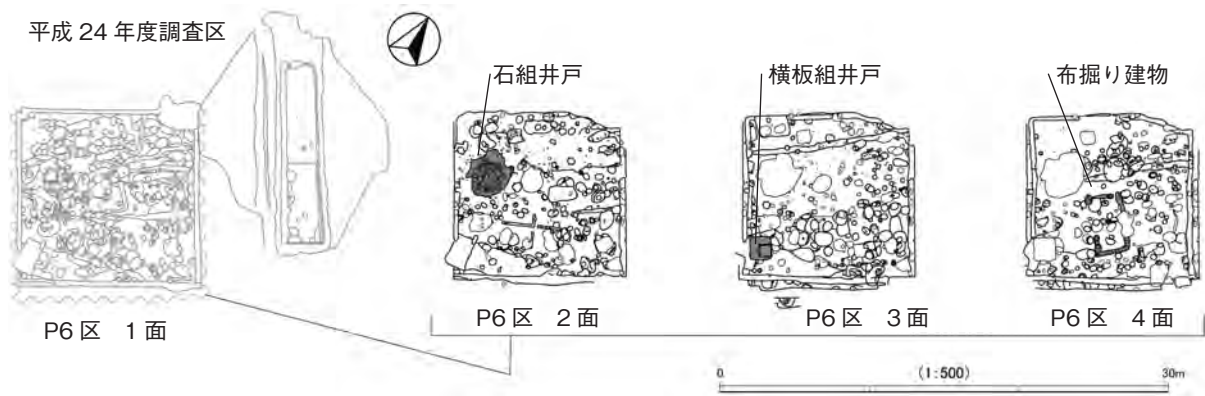 平成 24 年度調査区
石組井戸
横板組井戸
布掘り建物
P6 区　1 面
P6 区　2 面
P6 区　3 面
P6 区　4 面
0
(1:500)
30m